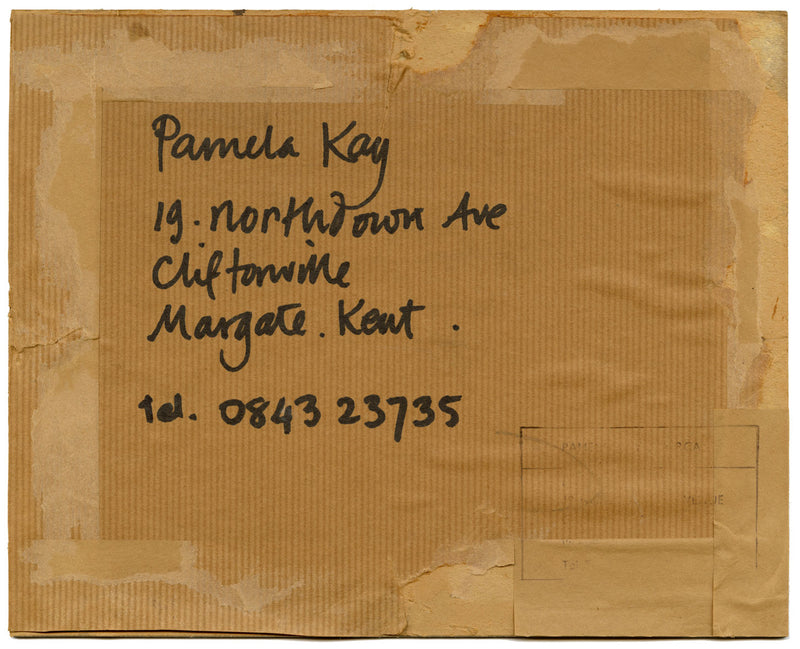 Pamela Kay
19. Northdown Ave
Cliftonville
Margate. Kent.
Tel. 0843 23735